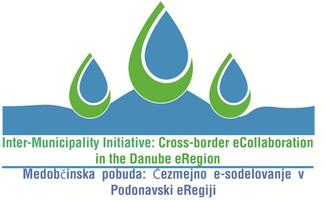 Inter-Municipality Initiative: Cross-border eCollaboration
in the Danube eRegion
Medobčinska pobuda: Čezmejno e-sodelovanje v
Podonavski eRegiji